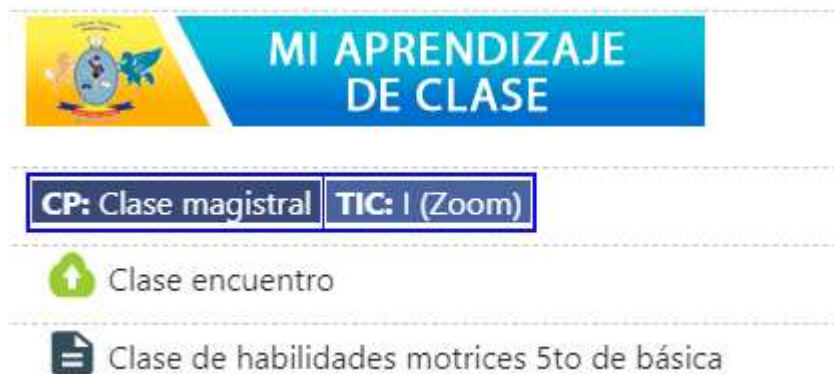 MI APRENDIZAJE
DE CLASE
CP: Clase magistral TIC: I (Zoom)
Clase encuentro
Clase de habilidades motrices 5to de básica